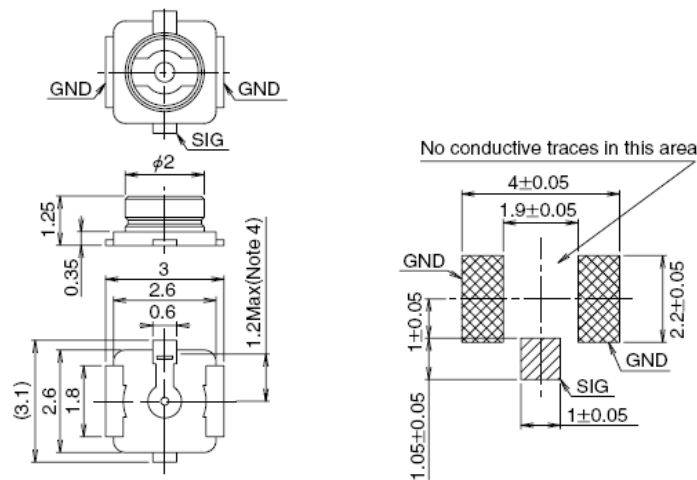 GND
GND
SIG
ϕ2
1.25
0.35
3
2.6
0.6
1.2Max(Note 4)
(3.1)
2.6
1.8
No conductive traces in this area
4±0.05
1.9±0.05
GND
1±0.05
2.2±0.05
GND
SIG
1.05±0.05
1±0.05